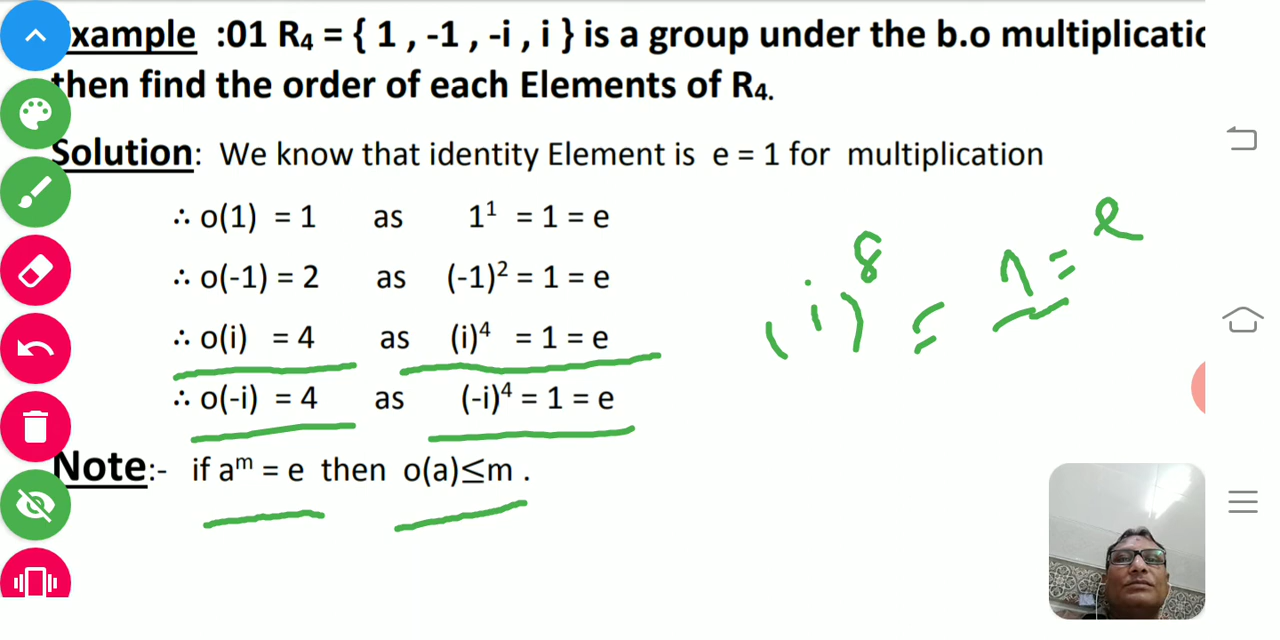 xample :01 R₄ = { 1 , -1 , -i , i } is a group under the b.o multiplicatic
then find the order of each Elements of R₄.
Solution: We know that identity Element is e = 1 for multiplication
∴ o(1) = 1 as 1¹ = 1 = e
∴ o(-1) = 2 as (-1)² = 1 = e
∴ o(i) = 4 as (i)⁴ = 1 = e
∴ o(-i) = 4 as (-i)⁴ = 1 = e
(i)⁸ = 1 = e
Note:- if aᵐ = e then o(a)≤m .